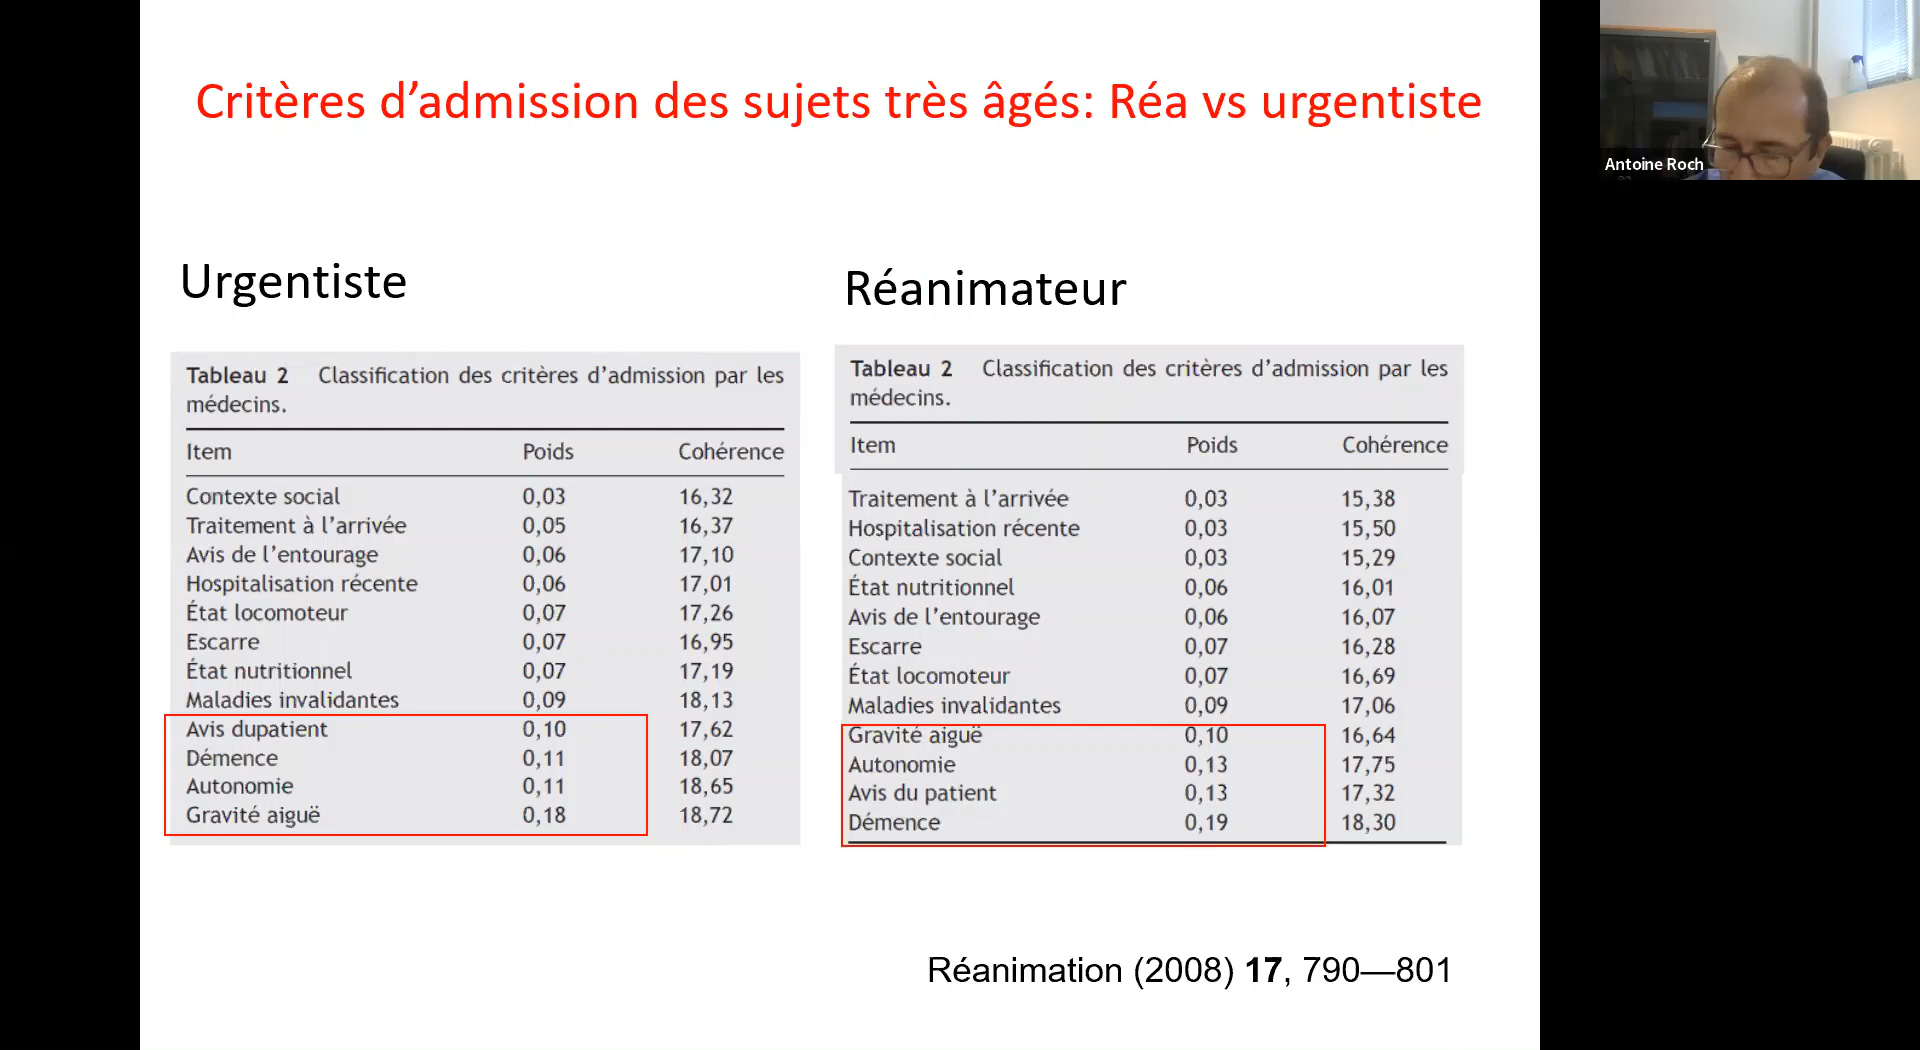 Critères d’admission des sujets très âgés: Réa vs urgentiste
Antoine Roch
Urgentiste
Tableau 2 Classification des critères d’admission par les
médecins.
Item Poids Cohérence
Contexte social 0,03 16,32
Traitement à l’arrivée 0,05 16,37
Avis de l’entourage 0,06 17,10
Hospitalisation récente 0,06 17,01
État locomoteur 0,07 17,26
Escarre 0,07 16,95
État nutritionnel 0,07 17,19
Maladies invalidantes 0,09 18,13
Avis dupatient 0,10 17,62
Démence 0,11 18,07
Autonomie 0,11 18,65
Gravité aiguë 0,18 18,72
Réanimateur
Tableau 2 Classification des critères d’admission par les
médecins.
Item Poids Cohérence
Traitement à l’arrivée 0,03 15,38
Hospitalisation récente 0,03 15,50
Contexte social 0,03 15,29
État nutritionnel 0,06 16,01
Avis de l’entourage 0,06 16,07
Escarre 0,07 16,28
État locomoteur 0,07 16,69
Maladies invalidantes 0,09 17,06
Gravité aiguë 0,10 16,64
Autonomie 0,13 17,75
Avis du patient 0,13 17,32
Démence 0,19 18,30
Réanimation (2008) 17, 790—801